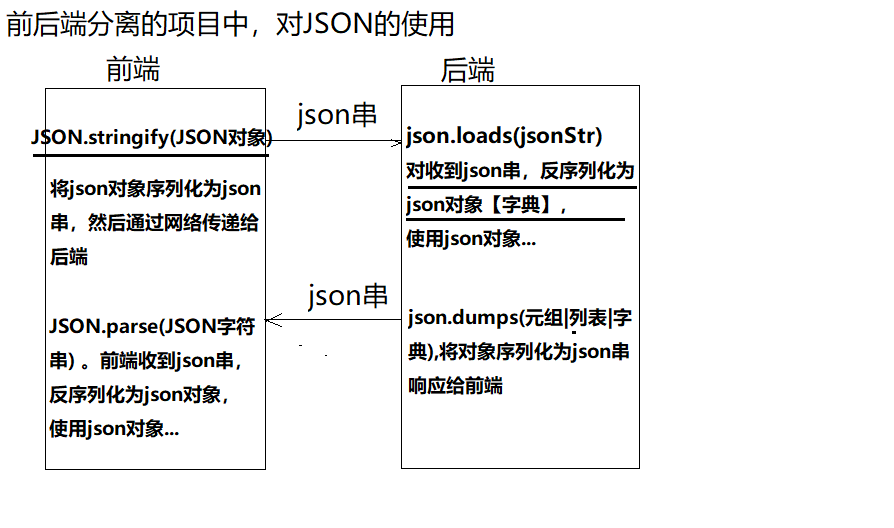 前后端分离的项目中，对JSON的使用
前端
后端
json串
JSON.stringify(JSON对象)
将json对象序列化为json
串，然后通过网络传递给
后端
json.loads(jsonStr)
对收到json串，反序列化为
json对象【字典】，
使用json对象...
json串
JSON.parse(JSON字符
串) 。前端收到json串，
反序列化为json对象，
使用json对象...
json.dumps(元组|列表|字
典),将对象序列化为json串
响应给前端